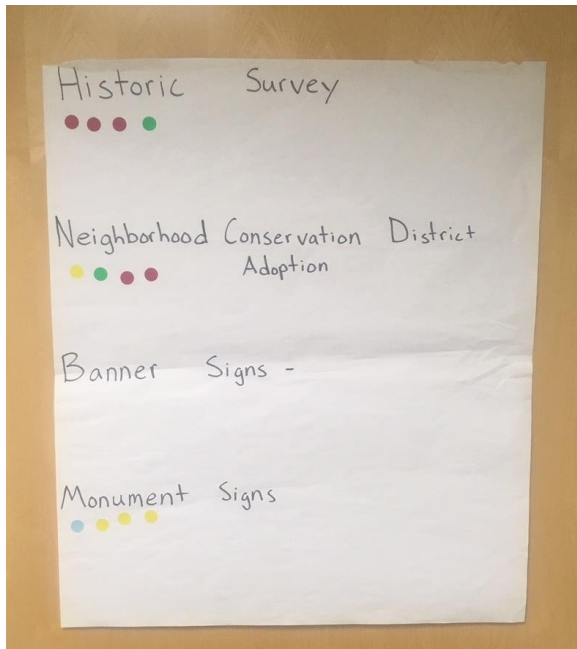 Historic Survey
Neighborhood Conservation District
Adoption
Banner Signs -
Monument Signs